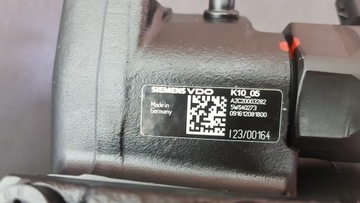 SIEMENS VDO K10_05
Made in
Germany
A2C20003282
5WS40273
091612081800
123/00164